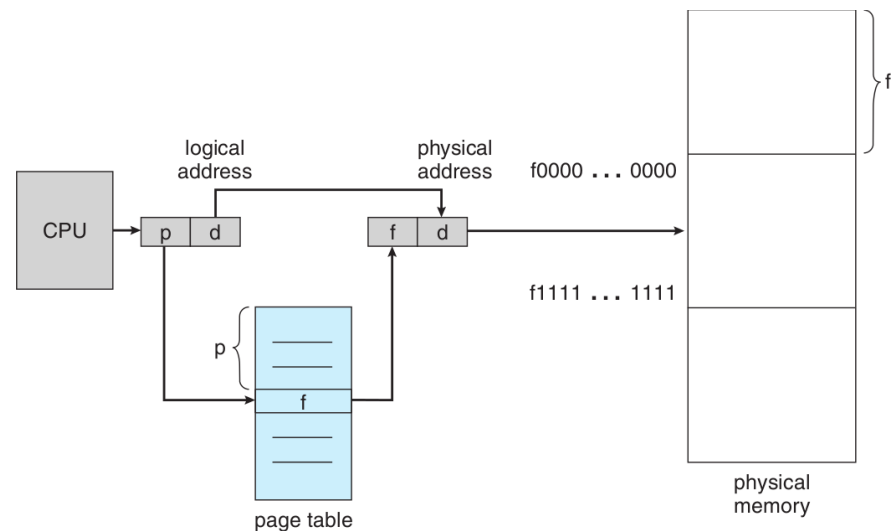 logical
address
physical
address
f
f0000 ... 0000
CPU
p
d
f
d
f1111 ... 1111
p
f
page table
physical
memory